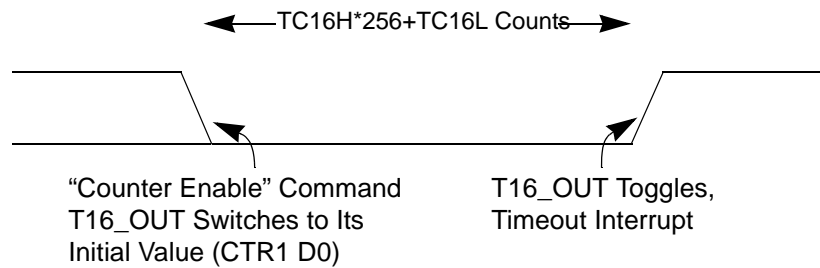 TC16H*256+TC16L Counts
“Counter Enable” Command
T16_OUT Switches to Its
Initial Value (CTR1 D0)
T16_OUT Toggles,
Timeout Interrupt